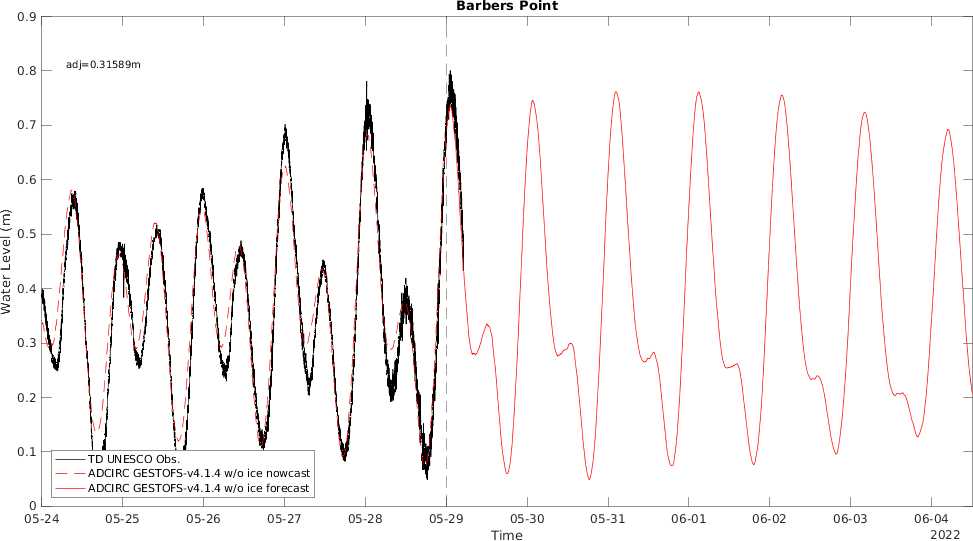 Barbers Point
0.9
0.8
0.7
0.6
0.5
0.4
0.3
0.2
0.1
0
Water Level (m)
adj=0.31589m
TD UNESCO Obs.
ADCIRC GESTOFS-v4.1.4 w/o ice nowcast
ADCIRC GESTOFS-v4.1.4 w/o ice forecast
05-24 05-25 05-26 05-27 05-28 05-29 05-30 05-31 06-01 06-02 06-03 06-04
2022
Time